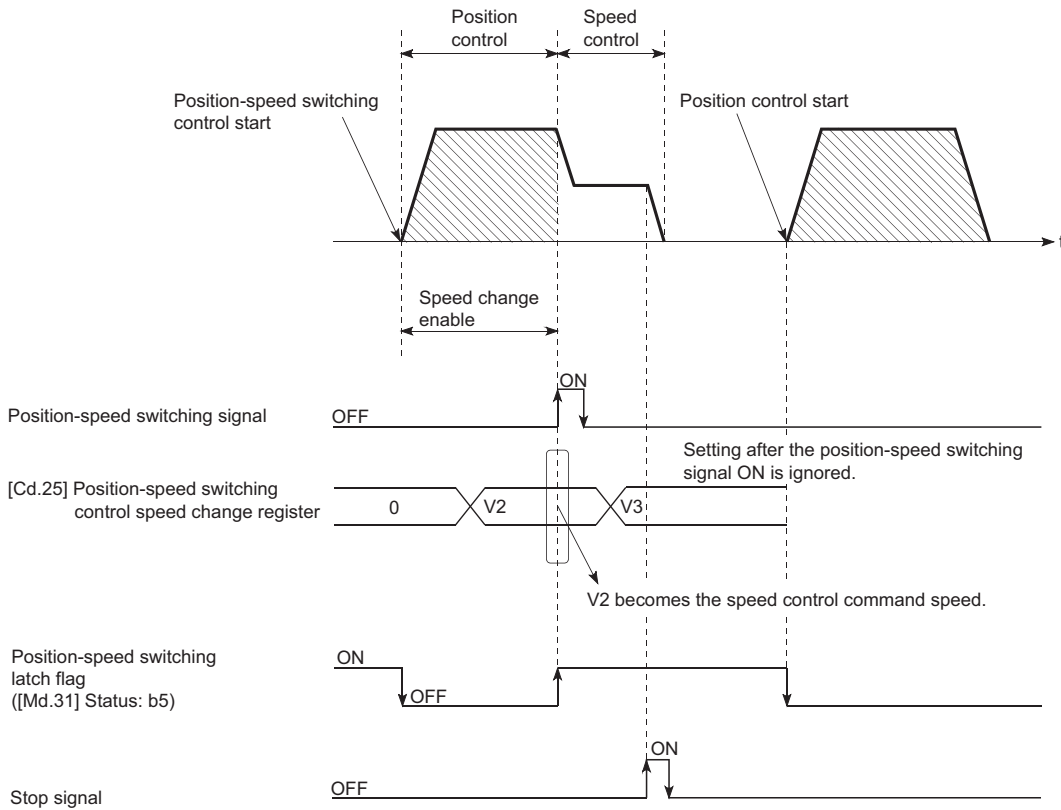 Position
control
Speed
control
Position-speed switching
control start
Position control start
t
Speed change
enable
ON
Position-speed switching signal
OFF
Setting after the position-speed switching
signal ON is ignored.
[Cd.25] Position-speed switching
control speed change register
0
V2
V3
V2 becomes the speed control command speed.
Position-speed switching
latch flag
([Md.31] Status: b5)
ON
OFF
ON
Stop signal
OFF